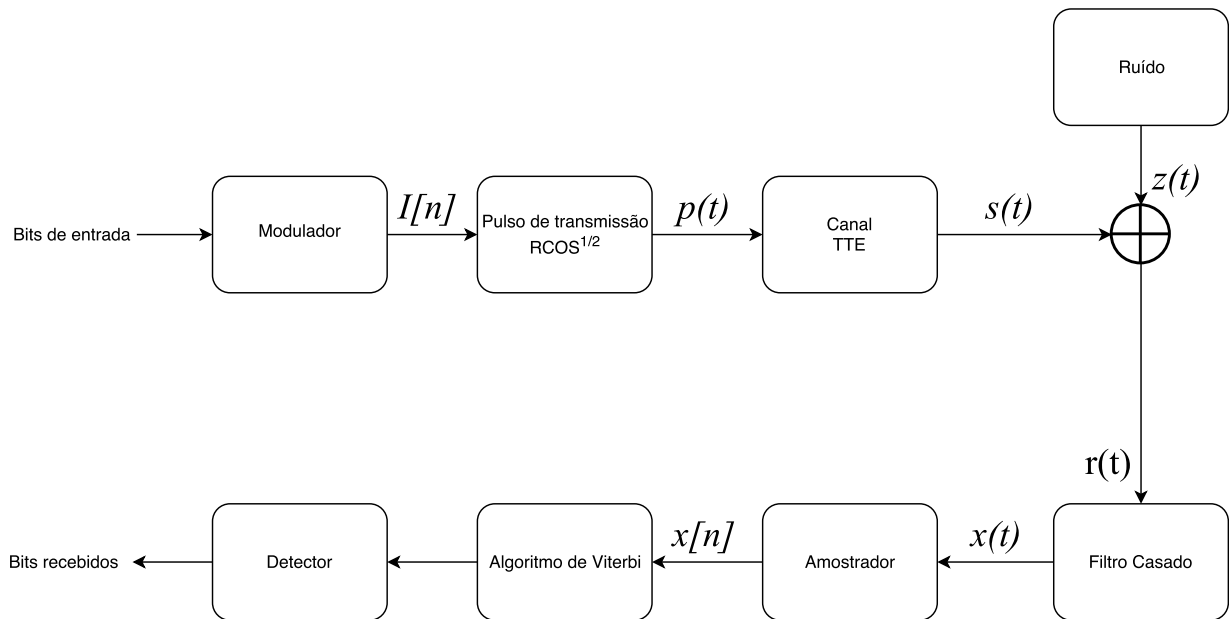 Ruído
z(t)
Bits de entrada
Modulador
I[n]
Pulso de transmissão
RCOS^{1/2}
p(t)
Canal
TTE
s(t)
r(t)
Bits recebidos
Detector
Algoritmo de Viterbi
x[n]
Amostrador
x(t)
Filtro Casado